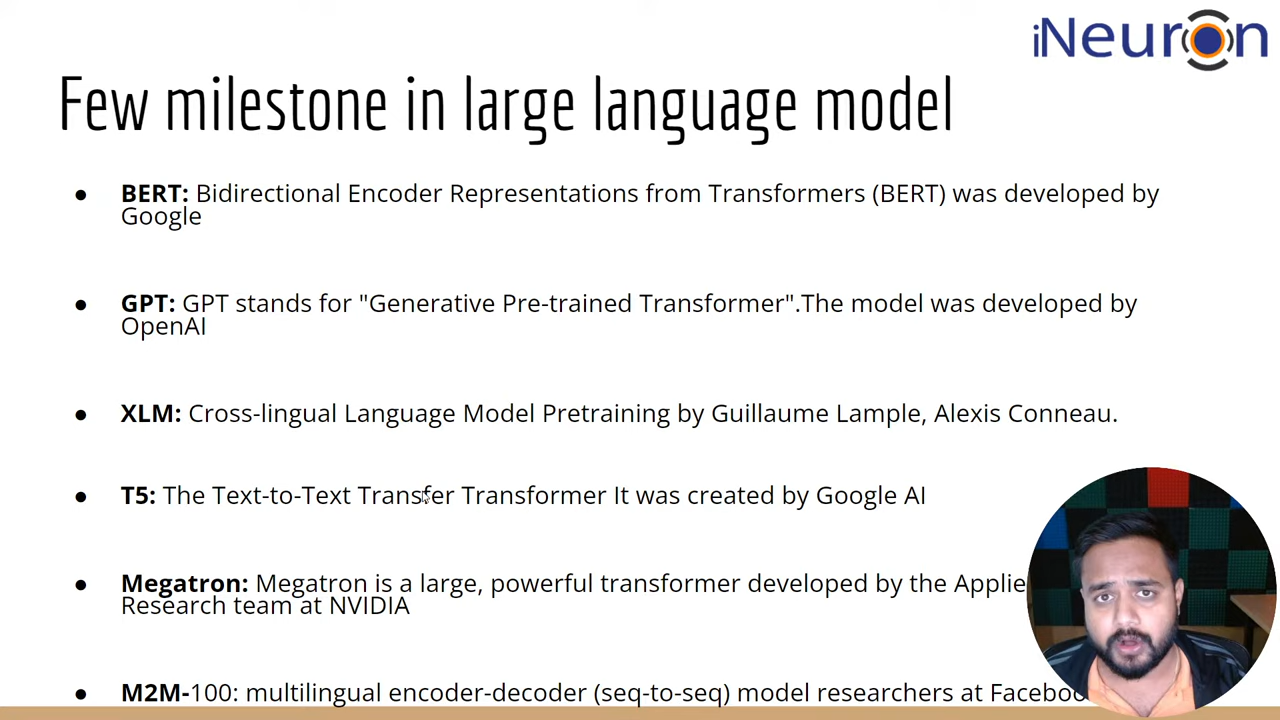 iNeuron
Few milestone in large language model
● BERT: Bidirectional Encoder Representations from Transformers (BERT) was developed by
Google
● GPT: GPT stands for "Generative Pre-trained Transformer".The model was developed by
OpenAI
● XLM: Cross-lingual Language Model Pretraining by Guillaume Lample, Alexis Conneau.
● T5: The Text-to-Text Transfer Transformer It was created by Google AI
● Megatron: Megatron is a large, powerful transformer developed by the
Research team at NVIDIA
● M2M-100: multilingual encoder-decoder (seq-to-seq) model researchers at